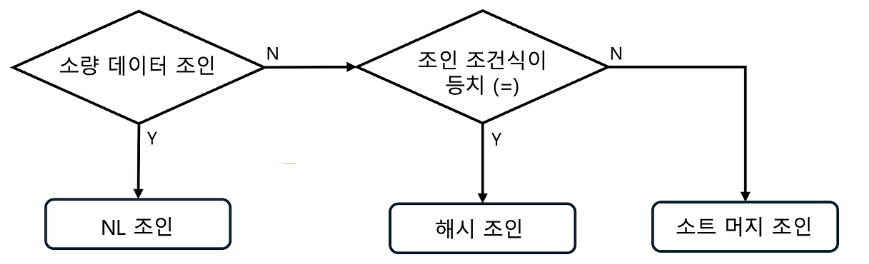 소량 데이터 조인
N
조인 조건식이
등치 (=)
N
Y
Y
NL 조인
해시 조인
소트 머지 조인